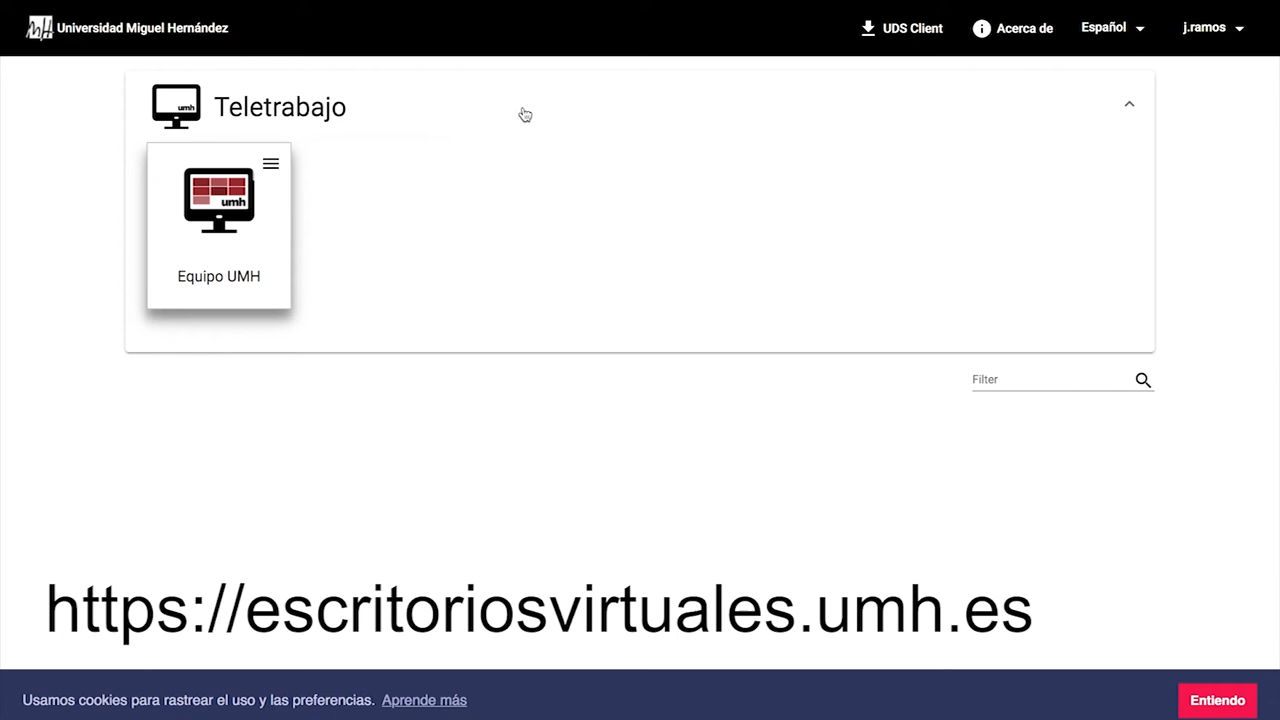 Universidad Miguel Hernández
UDS Client
Acerca de
Español
j.ramos
umh
Teletrabajo
umh
Equipo UMH
Filter
https://escritoriosvirtuales.umh.es
Usamos cookies para rastrear el uso y las preferencias. Aprende más
Entiendo